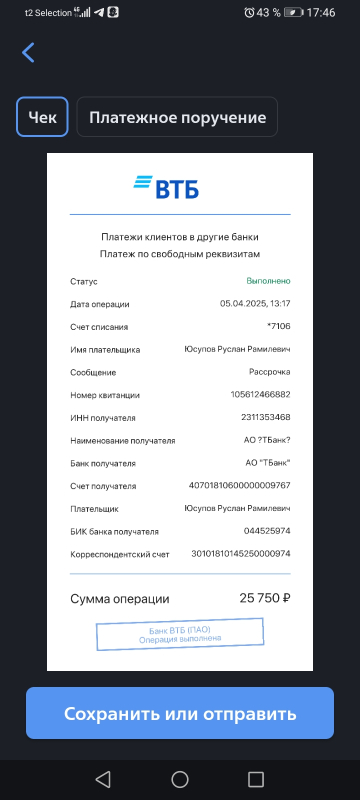 t2 Selection 4G 43 % 17:46
Чек Платежное поручение
ВТБ
Платежи клиентов в другие банки
Платеж по свободным реквизитам
Статус Выполнено
Дата операции 05.04.2025, 13:17
Счет списания *7106
Имя плательщика Юсупов Руслан Рамилевич
Сообщение Рассрочка
Номер квитанции 105612466882
ИНН получателя 2311353468
Наименование получателя АО ?ТБанк?
Банк получателя АО "ТБанк"
Счет получателя 40701810600000009767
Плательщик Юсупов Руслан Рамилевич
БИК банка получателя 044525974
Корреспондентский счет 30101810145250000974
Сумма операции 25 750 ₽
Банк ВТБ (ПАО)
Операция выполнена
Сохранить или отправить